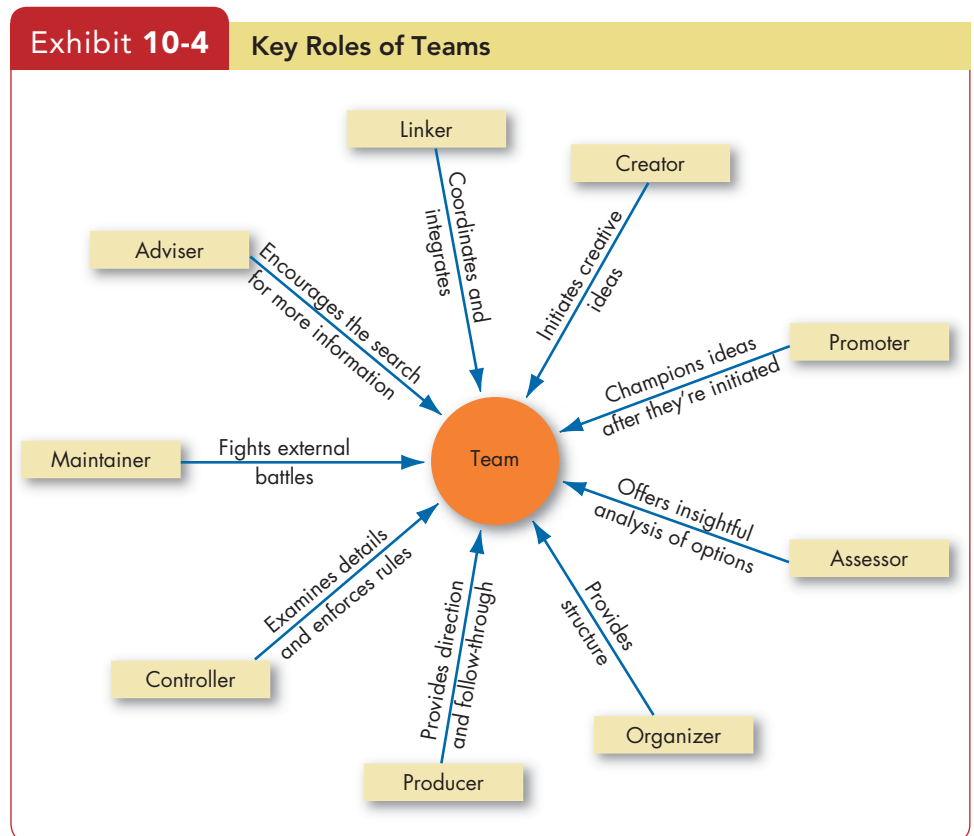 Exhibit 10-4
Key Roles of Teams
Linker
Coordinates and
integrates
Creator
Initiates creative
ideas
Promoter
Champions ideas
after they're initiated
Assessor
Offers insightful
analysis of options
Organizer
Provides
structure
Producer
Provides direction
and follow-through
Controller
Examines details
and enforces rules
Maintainer
Fights external
battles
Adviser
Encourages the search
for more information
Team